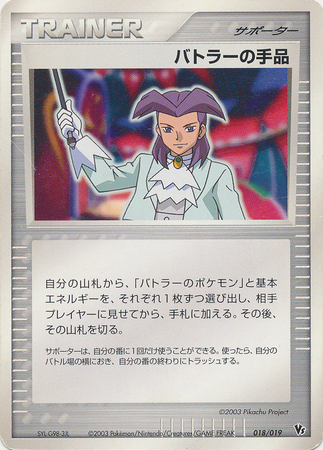 TRAINER
サポーター
バトラーの手品
自分の山札から、「バトラーのポケモン」と基本
エネルギーを、それぞれ1枚ずつ選び出し、相手
プレイヤーに見せてから、手札に加える。その後、
その山札を切る。
サポーターは、自分の番に1回だけ使うことができる。使ったら、自分の
バトル場の横におき、自分の番の終わりにトラッシュする。
©2003 Pikachu Project
SYL-G98-3JL
©2003 Pokémon/Nintendo/Creatures/GAME FREAK
018/019
VS